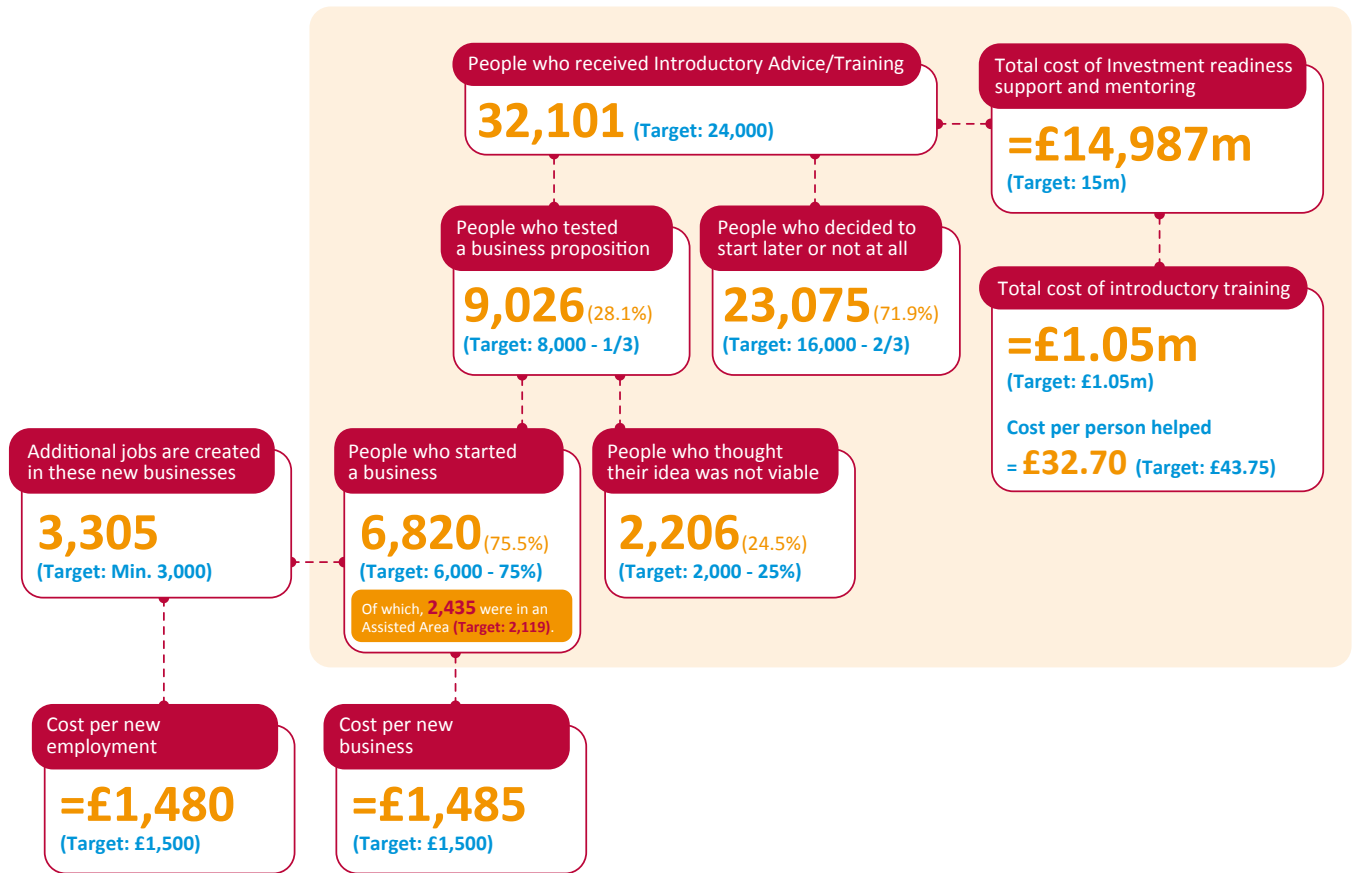 People who received Introductory Advice/Training
32,101 (Target: 24,000)
Total cost of Investment readiness
support and mentoring
=£14,987m
(Target: 15m)
People who tested
a business proposition
9,026 (28.1%)
(Target: 8,000 - 1/3)
People who decided to
start later or not at all
23,075 (71.9%)
(Target: 16,000 - 2/3)
Total cost of introductory training
=£1.05m
(Target: £1.05m)
Cost per person helped
= £32.70 (Target: £43.75)
Additional jobs are created
in these new businesses
3,305
(Target: Min. 3,000)
People who started
a business
6,820 (75.5%)
(Target: 6,000 - 75%)
Of which, 2,435 were in an
Assisted Area (Target: 2,119).
People who thought
their idea was not viable
2,206 (24.5%)
(Target: 2,000 - 25%)
Cost per new
employment
=£1,480
(Target: £1,500)
Cost per new
business
=£1,485
(Target: £1,500)